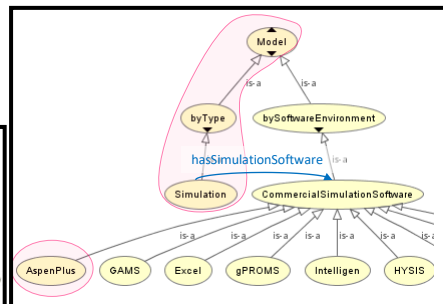 Model
is-a
is-a
byType
bySoftwareEnvironment
hasSimulationSoftware
is-a
Simulation
CommercialSimulationSoftware
is-a
is-a
is-a
is-a
is-a
is-a
AspenPlus
GAMS
Excel
gPROMS
Intelligen
HYSIS